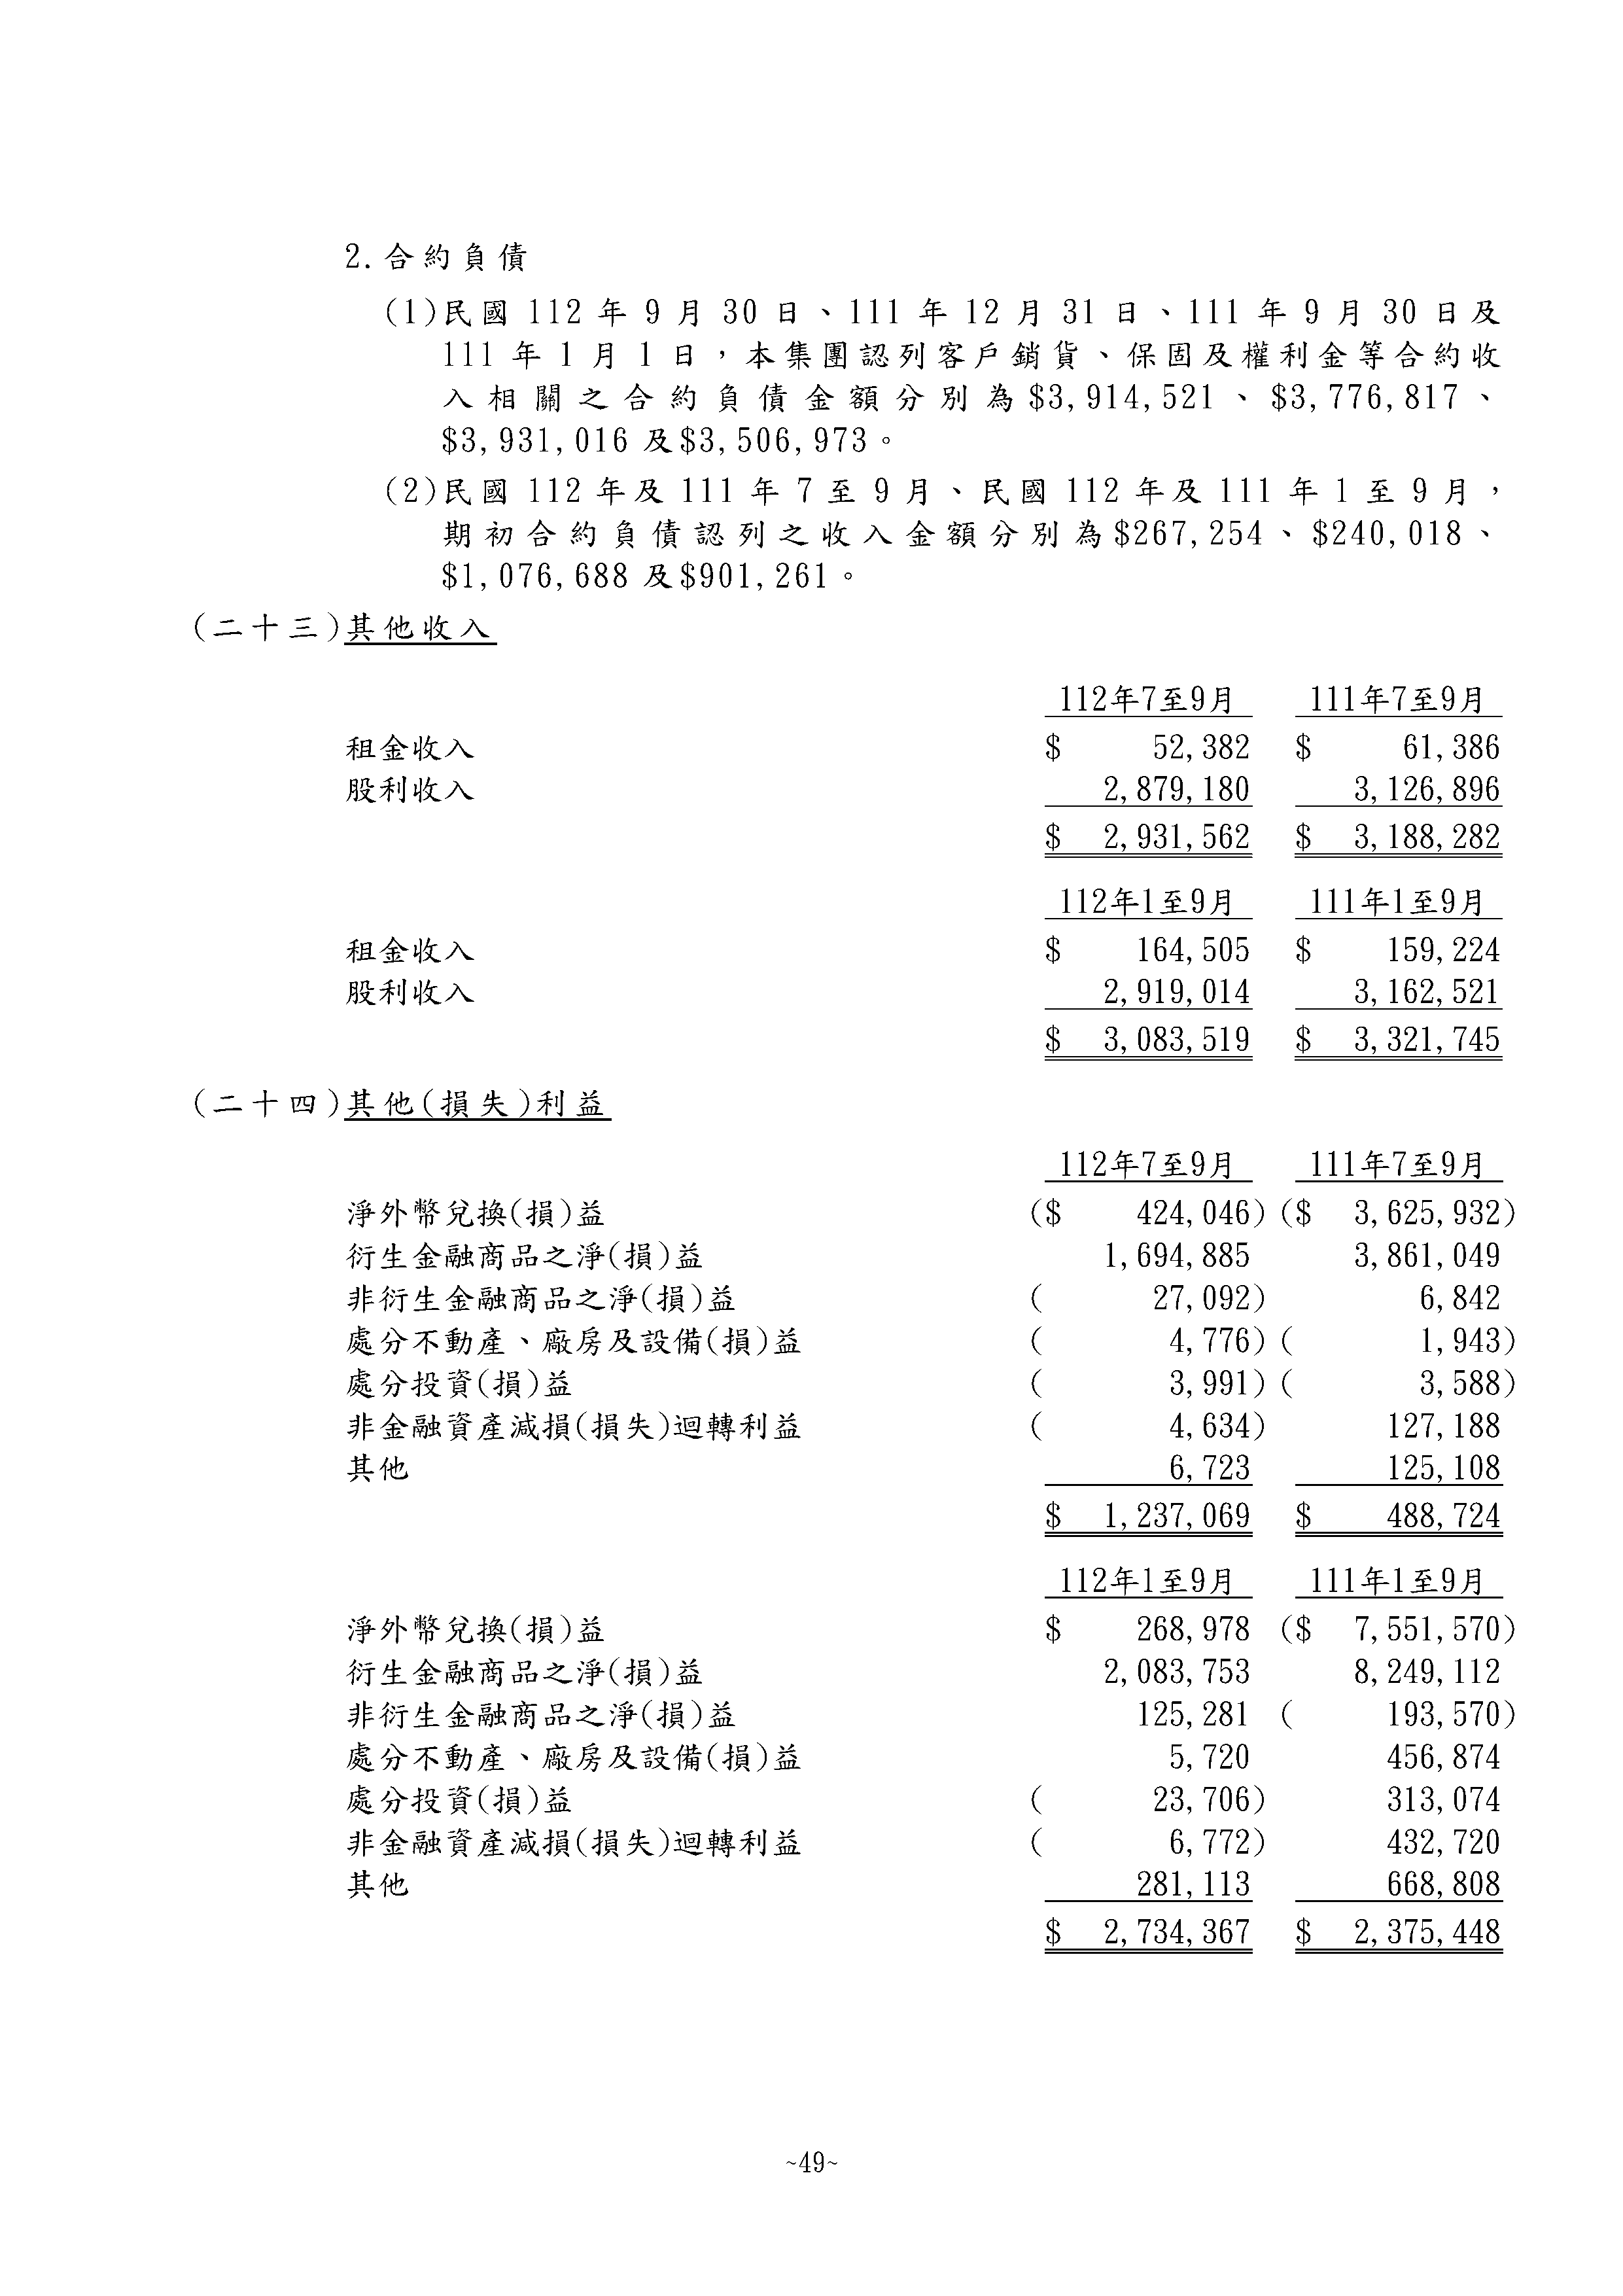 2.合約負債
(1)民國 112 年 9 月 30 日、111 年 12 月 31 日、111 年 9 月 30 日及
111 年 1 月 1 日，本集團認列客戶銷貨、保固及權利金等合約收
入相關之合約負債金額分別為$3,914,521、$3,776,817、
$3,931,016 及$3,506,973。
(2)民國 112 年及 111 年 7 至 9 月、民國 112 年及 111 年 1 至 9 月，
期初合約負債認列之收入金額分別為$267,254、$240,018、
$1,076,688 及$901,261。
(二十三)其他收入
112年7至9月 111年7至9月
租金收入 $ 52,382 $ 61,386
股利收入 2,879,180 3,126,896
$ 2,931,562 $ 3,188,282
112年1至9月 111年1至9月
租金收入 $ 164,505 $ 159,224
股利收入 2,919,014 3,162,521
$ 3,083,519 $ 3,321,745
(二十四)其他(損失)利益
112年7至9月 111年7至9月
淨外幣兌換(損)益 ($ 424,046) ($ 3,625,932)
衍生金融商品之淨(損)益 1,694,885 3,861,049
非衍生金融商品之淨(損)益 ( 27,092) 6,842
處分不動產、廠房及設備(損)益 ( 4,776) ( 1,943)
處分投資(損)益 ( 3,991) ( 3,588)
非金融資產減損(損失)迴轉利益 ( 4,634) 127,188
其他 6,723 125,108
$ 1,237,069 $ 488,724
112年1至9月 111年1至9月
淨外幣兌換(損)益 $ 268,978 ($ 7,551,570)
衍生金融商品之淨(損)益 2,083,753 8,249,112
非衍生金融商品之淨(損)益 125,281 ( 193,570)
處分不動產、廠房及設備(損)益 5,720 456,874
處分投資(損)益 ( 23,706) 313,074
非金融資產減損(損失)迴轉利益 ( 6,772) 432,720
其他 281,113 668,808
$ 2,734,367 $ 2,375,448
~49~